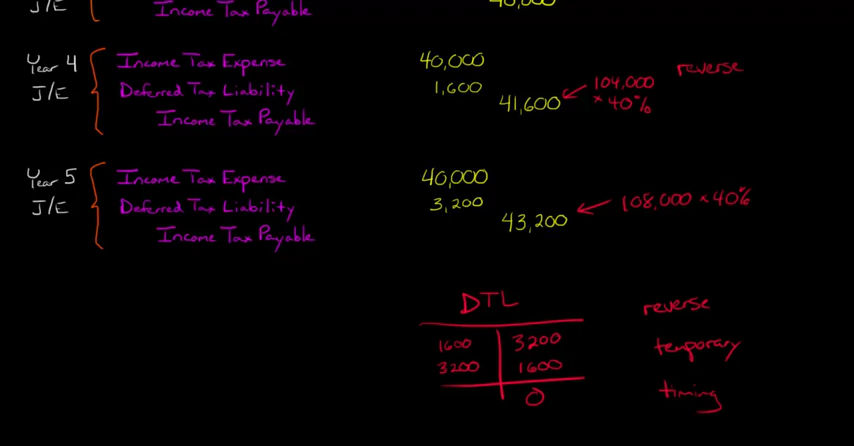 J/E Income Tax Payable 40,000
Year 4 Income Tax Expense 40,000
J/E Deferred Tax Liability 1,600
Income Tax Payable 41,600
104,000 reverse
× 40%
Year 5 Income Tax Expense 40,000
J/E Deferred Tax Liability 3,200
Income Tax Payable 43,200
108,000 × 40%
DTL reverse
1600 3200 temporary
3200 1600
0 timing